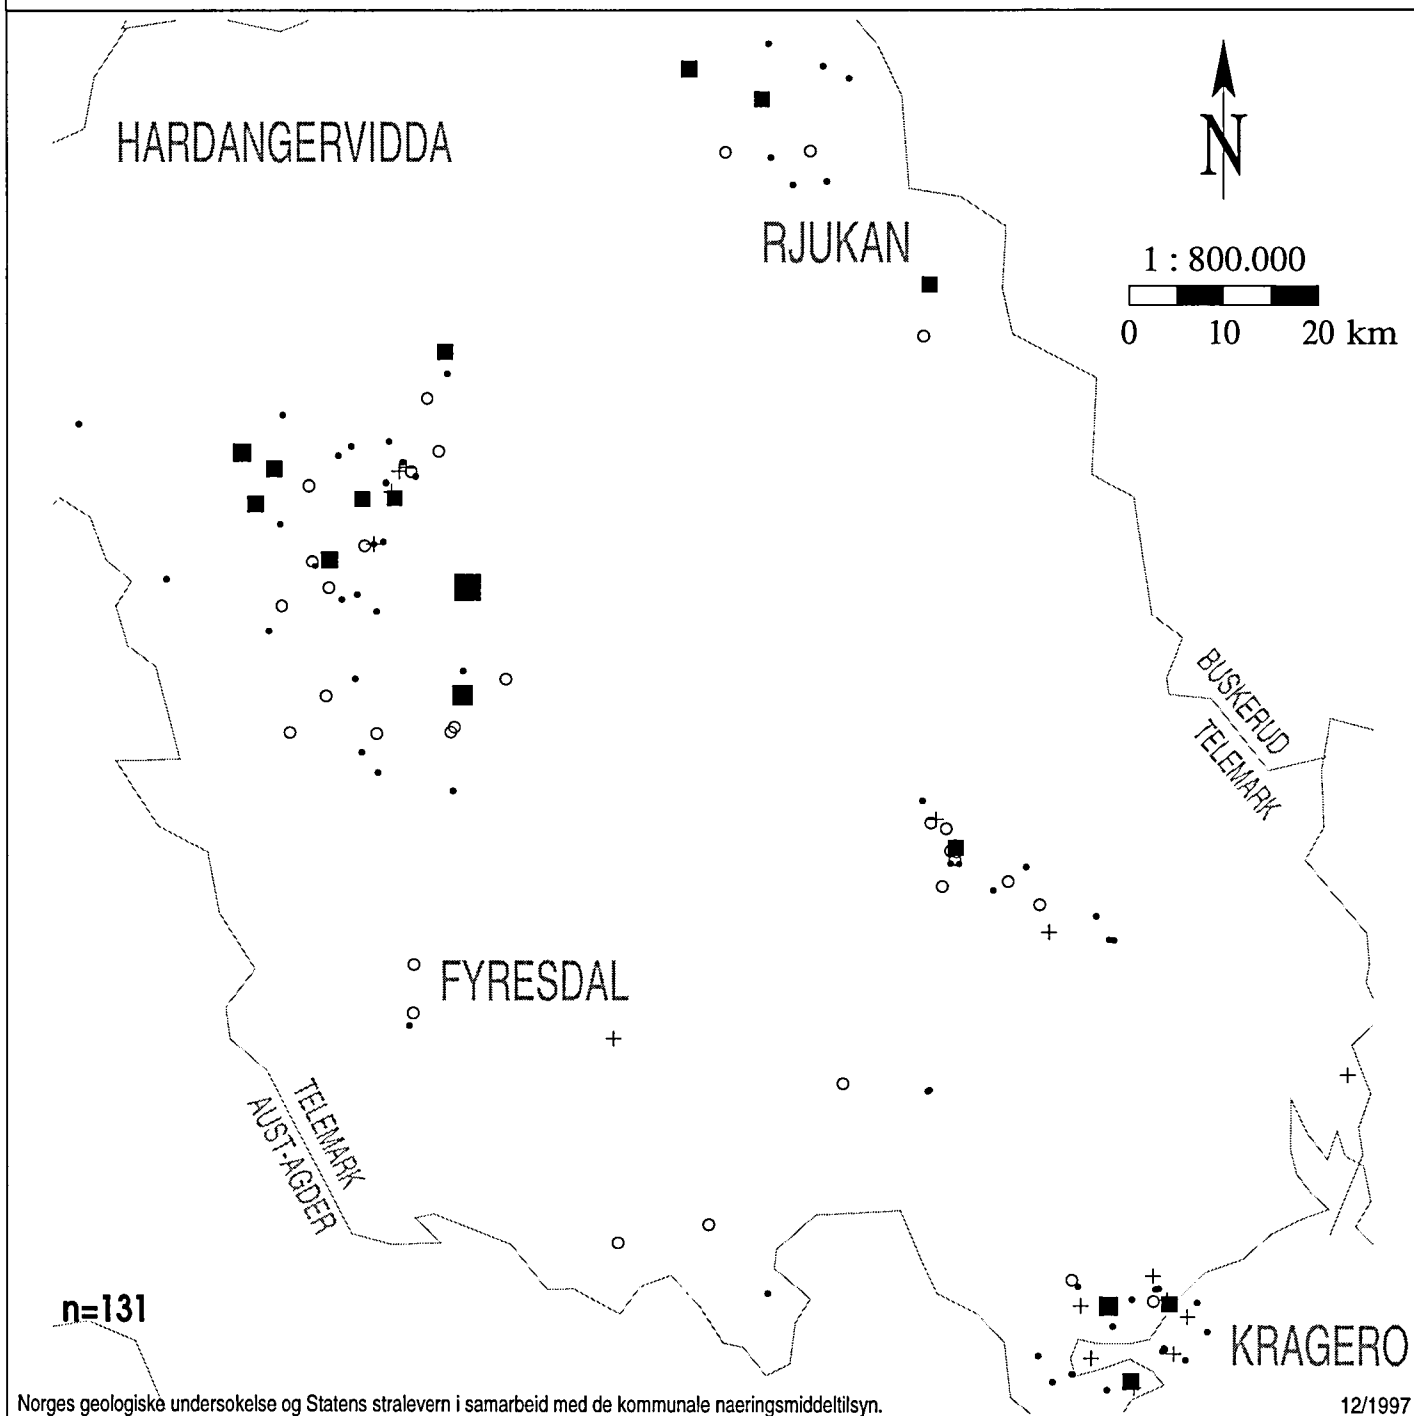 HARDANGERVIDDA
N
RJUKAN
1 : 800.000
0 10 20 km
BUSKERUD
TELEMARK
FYRESDAL
TELEMARK
AUST-AGDER
n=131
KRAGERO
Norges geologiske undersokelse og Statens stralevern i samarbeid med de kommunale naeringsmiddeltilsyn.
12/1997